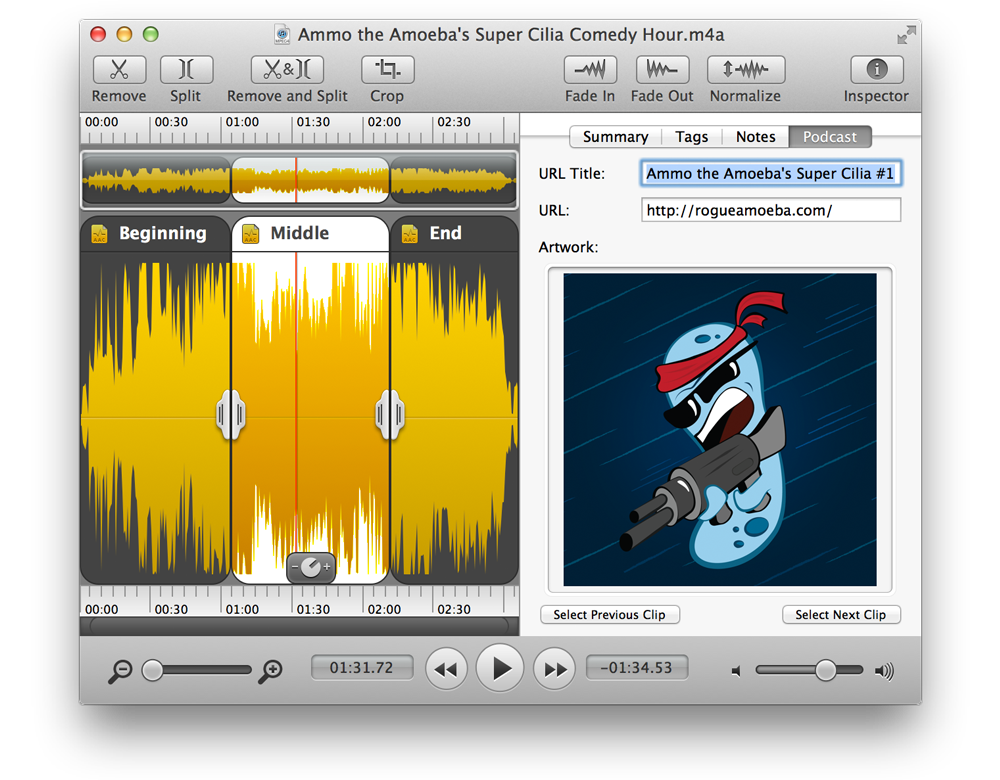 Ammo the Amoeba's Super Cilia Comedy Hour.m4a
Remove Split Remove and Split Crop Fade In Fade Out Normalize Inspector
00:00 00:30 01:00 01:30 02:00 02:30
Summary Tags Notes Podcast
URL Title: Ammo the Amoeba's Super Cilia #1
URL: http://rogueamoeba.com/
Artwork:
AAC Beginning AAC Middle AAC End
00:00 00:30 01:00 01:30 02:00 02:30
Select Previous Clip Select Next Clip
01:31.72 −01:34.53